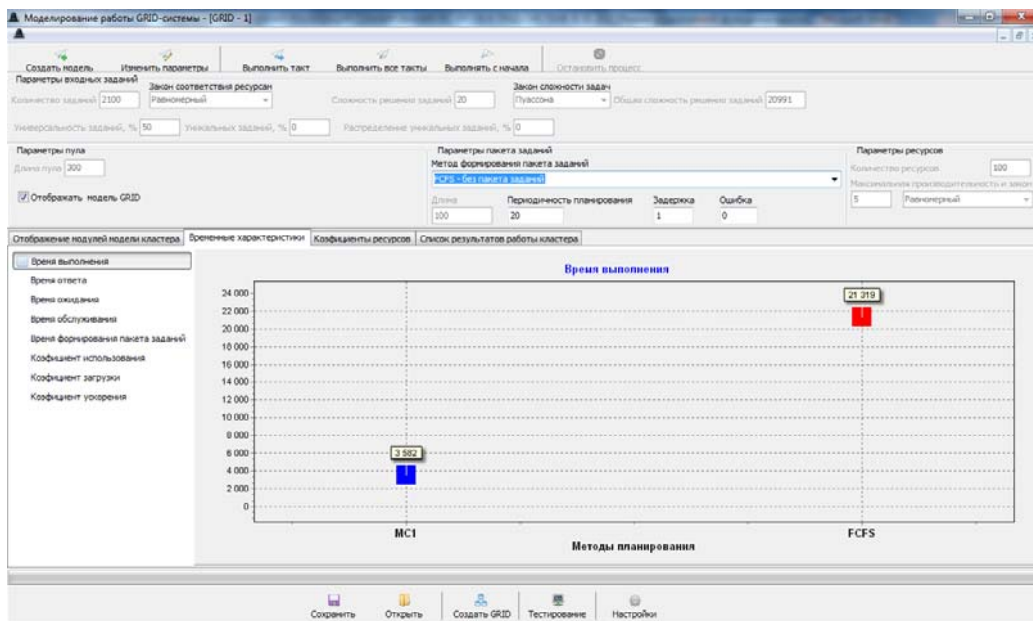 Моделирование работы GRID-системы - [GRID - 1]
Создать модель Изменить параметры Выполнить такт Выполнить все такты Выполнять с начала Остановить процесс
Параметры входных заданий
Закон соответствия ресурсам Закон сложности задач
Количество заданий 2100 Равномерный Сложность решения заданий 20 Пуассона Общая сложность решения заданий 20991
Универсальность заданий, % 50 Уникальных заданий, % 0 Распределение уникальных заданий, % 0
Параметры пула Параметры пакета заданий Параметры ресурсов
Метод формирования пакета заданий
Длина пула 300 Количество ресурсов 100
FCFS - без пакета заданий
Максимальная производительность и закон
Отображать модель GRID
Длина Периодичность планирования Задержка Ошибка
5 Равномерный
100 20 1 0
Отображение модулей модели кластера Временные характеристики Коэфициенты ресурсов Список результатов работы кластера
Время выполнения
Время ответа
Время ожидания
Время обслуживания
Время формирования пакета заданий
Коэфициент использования
Коэфициент загрузки
Коэфициент ускорения
Время выполнения
24 000
22 000
20 000
18 000
16 000
14 000
12 000
10 000
8 000
6 000
4 000
2 000
0
21 319
3 582
MC1 FCFS
Методы планирования
Сохранить Открыть Создать GRID Тестирование Настройки